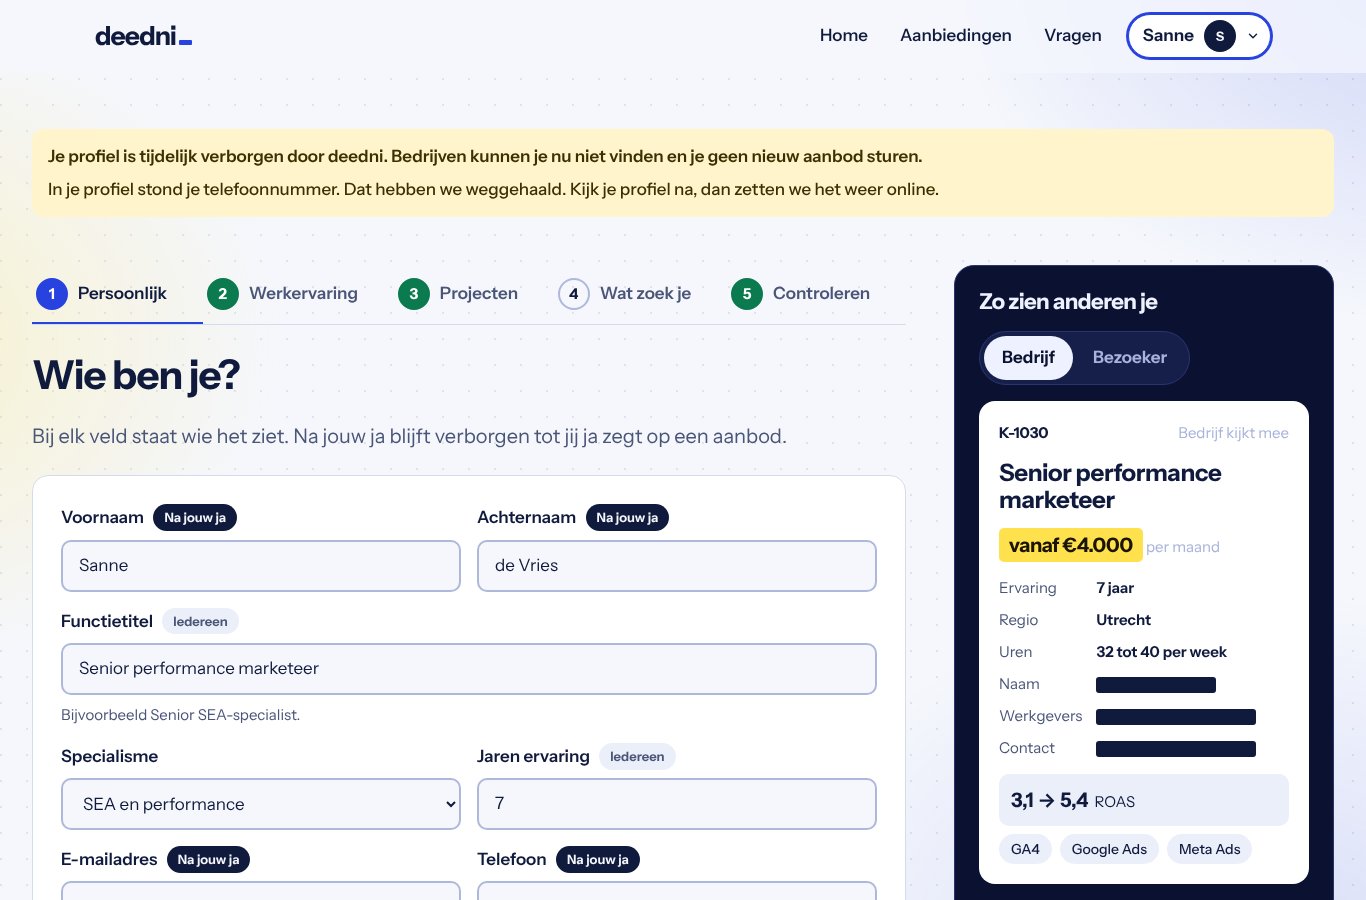 deedni
Home Aanbiedingen Vragen Sanne S
Je profiel is tijdelijk verborgen door deedni. Bedrijven kunnen je nu niet vinden en je geen nieuw aanbod sturen.
In je profiel stond je telefoonnummer. Dat hebben we weggehaald. Kijk je profiel na, dan zetten we het weer online.
1 Persoonlijk 2 Werkervaring 3 Projecten 4 Wat zoek je 5 Controleren
Wie ben je?
Bij elk veld staat wie het ziet. Na jouw ja blijft verborgen tot jij ja zegt op een aanbod.
Voornaam Na jouw ja Achternaam Na jouw ja
Sanne de Vries
Functietitel Iedereen
Senior performance marketeer
Bijvoorbeeld Senior SEA-specialist.
Specialisme Jaren ervaring Iedereen
SEA en performance 7
E-mailadres Na jouw ja Telefoon Na jouw ja
Zo zien anderen je
Bedrijf Bezoeker
K-1030 Bedrijf kijkt mee
Senior performance
marketeer
vanaf €4.000 per maand
Ervaring 7 jaar
Regio Utrecht
Uren 32 tot 40 per week
Naam
Werkgevers
Contact
3,1 → 5,4 ROAS
GA4 Google Ads Meta Ads